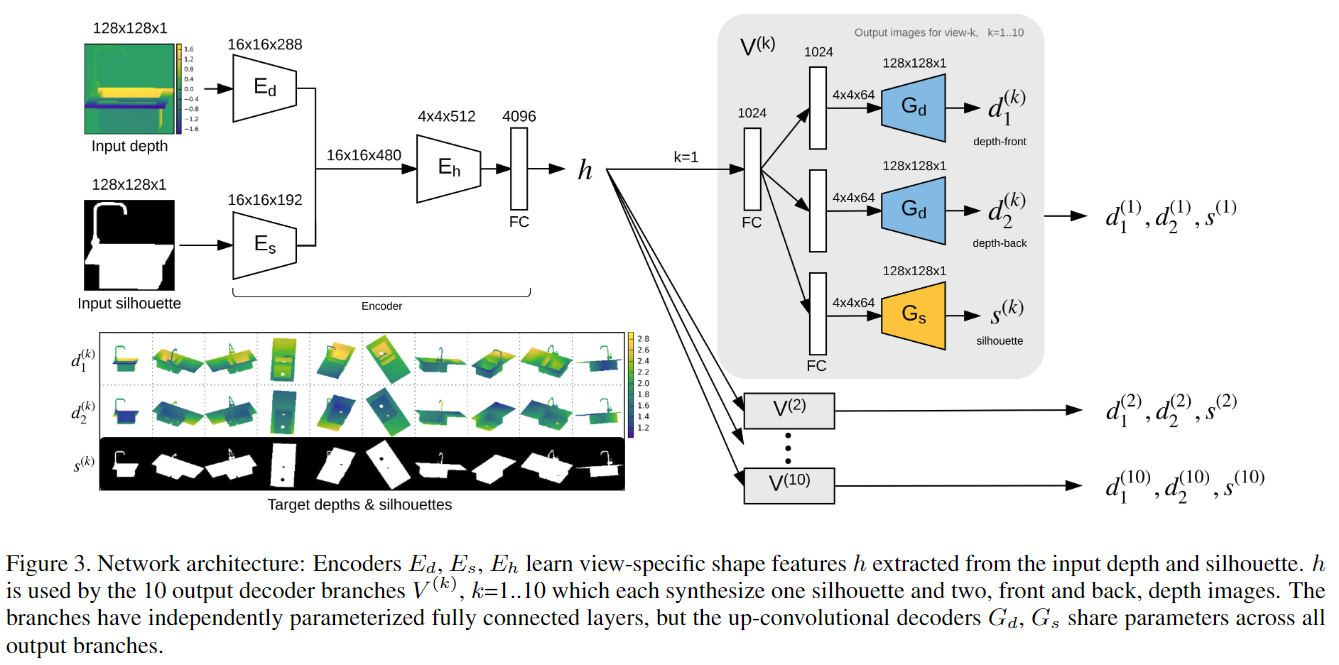 128x128x1
1.6
1.2
0.8
0.4
0.0
−0.4
−0.8
−1.2
−1.6
Input depth
16x16x288
E_d
128x128x1
Input silhouette
16x16x192
E_s
16x16x480
4x4x512
E_h
4096
FC
Encoder
h
k=1
V^(k)
Output images for view-k, k=1..10
1024
FC
1024
4x4x64
128x128x1
G_d
d_1^(k)
depth-front
4x4x64
128x128x1
G_d
d_2^(k)
depth-back
4x4x64
128x128x1
G_s
s^(k)
silhouette
FC
d_1^(1), d_2^(1), s^(1)
V^(2)
d_1^(2), d_2^(2), s^(2)
V^(10)
d_1^(10), d_2^(10), s^(10)
d_1^(k)
d_2^(k)
s^(k)
2.8
2.6
2.4
2.2
2.0
1.8
1.6
1.4
1.2
Target depths & silhouettes
Figure 3. Network architecture: Encoders E_d, E_s, E_h learn view-specific shape features h extracted from the input depth and silhouette. h
is used by the 10 output decoder branches V^(k), k=1..10 which each synthesize one silhouette and two, front and back, depth images. The
branches have independently parameterized fully connected layers, but the up-convolutional decoders G_d, G_s share parameters across all
output branches.